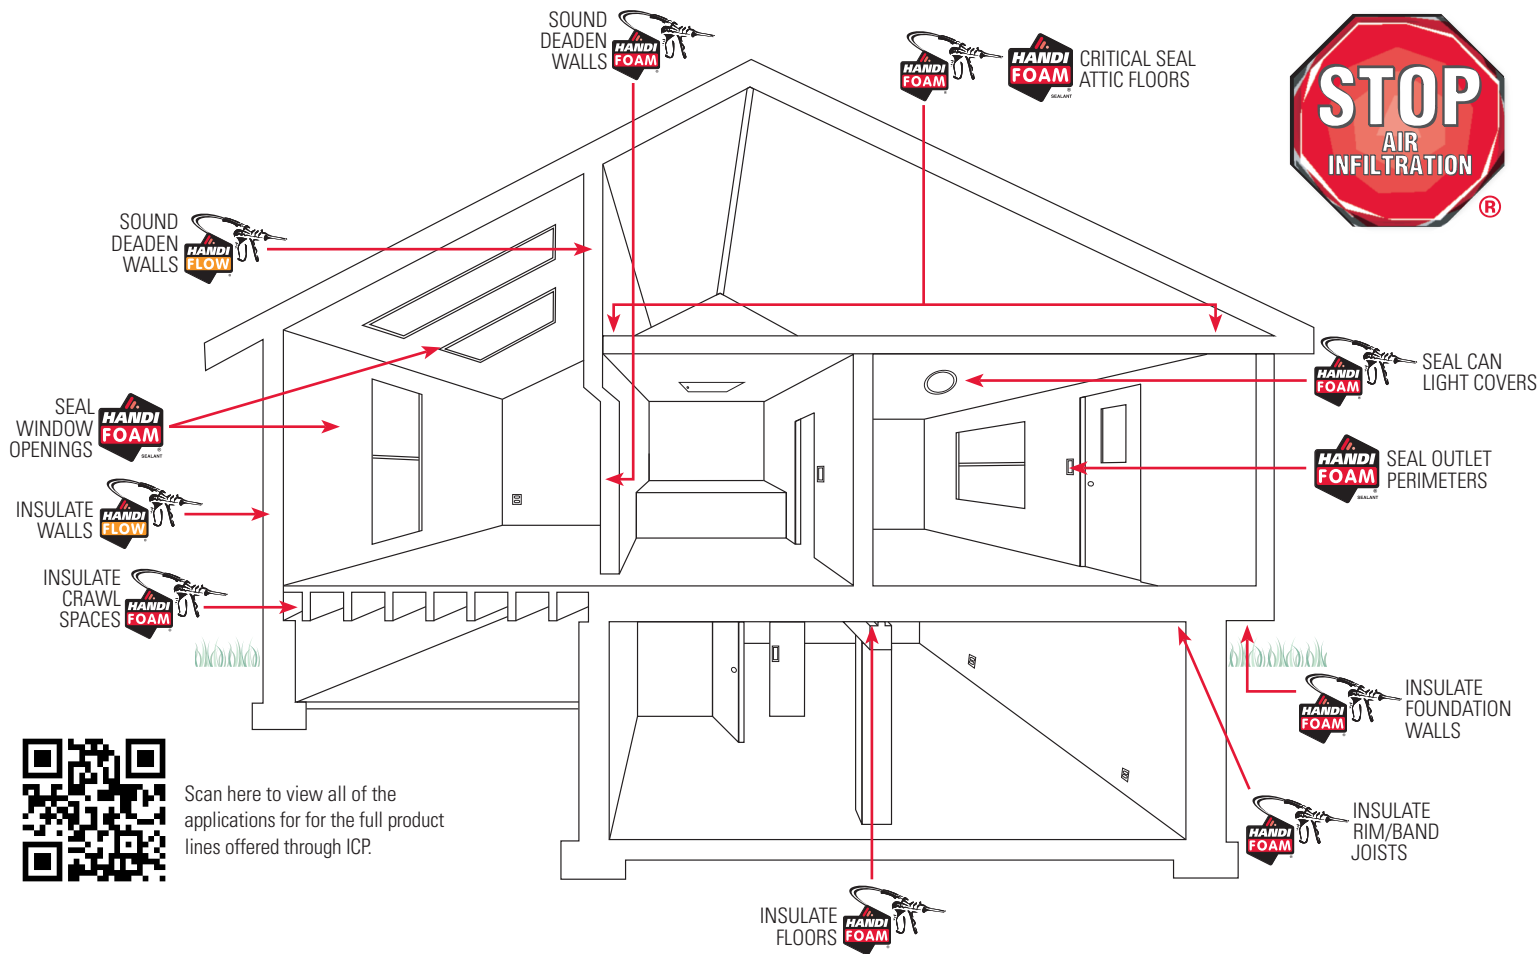 SOUND
DEADEN
WALLS
HANDI
FOAM
®
HANDI
FOAM
®
HANDI
FOAM
®
SEALANT
CRITICAL SEAL
ATTIC FLOORS
STOP
AIR
INFILTRATION
®
SOUND
DEADEN
WALLS
HANDI
FLOW
®
SEAL
WINDOW
OPENINGS
HANDI
FOAM
®
SEALANT
HANDI
FOAM
®
SEAL CAN
LIGHT COVERS
HANDI
FOAM
®
SEALANT
SEAL OUTLET
PERIMETERS
INSULATE
WALLS
HANDI
FLOW
®
INSULATE
CRAWL
SPACES
HANDI
FOAM
®
HANDI
FOAM
®
INSULATE
FOUNDATION
WALLS
Scan here to view all of the
applications for for the full product
lines offered through ICP.
HANDI
FOAM
®
INSULATE
RIM/BAND
JOISTS
INSULATE
FLOORS
HANDI
FOAM